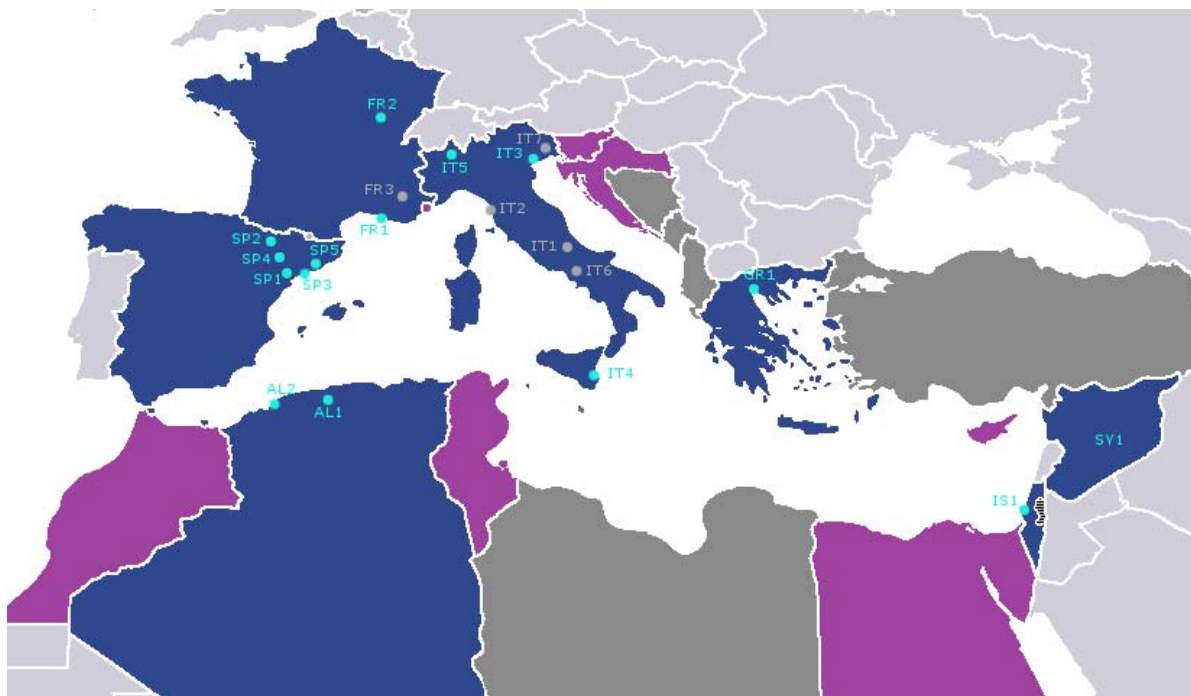 FR2
IT7
IT3
IT5
FR3
IT2
FR1
SP2
IT1
SP5
SP4
IT6
SP1
SP3
GR1
IT4
AL2
AL1
SY1
IS1